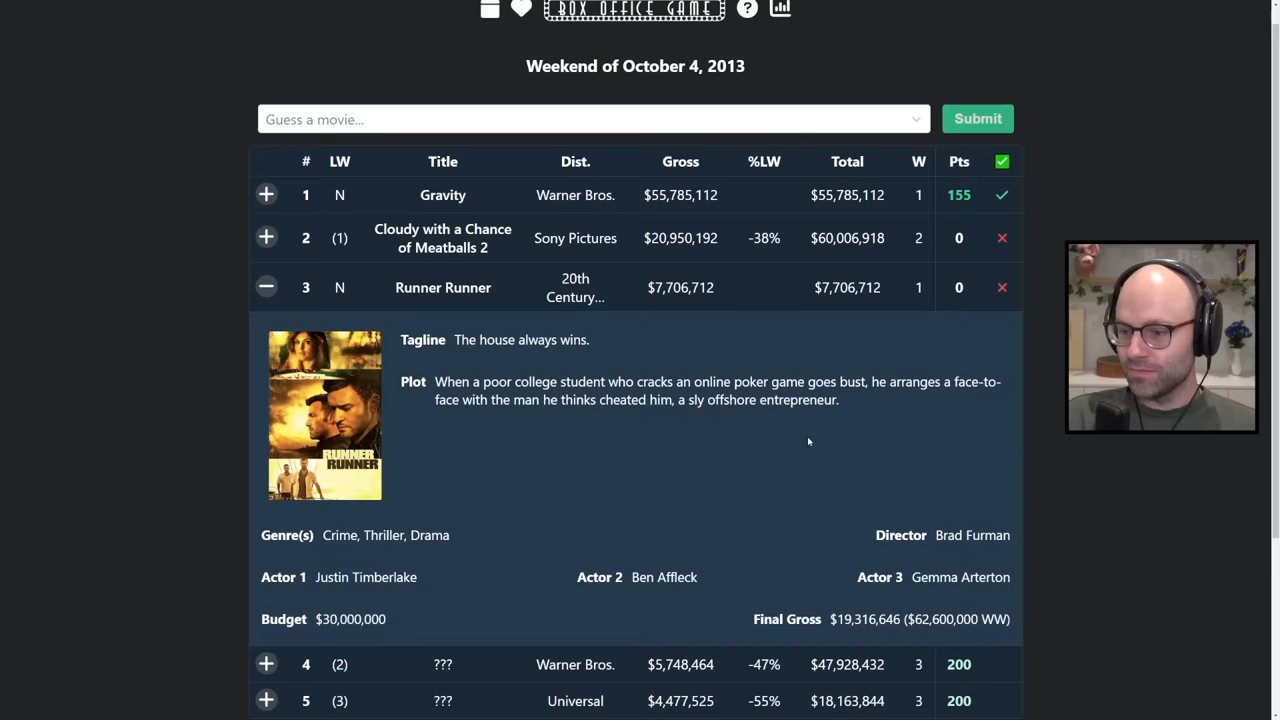 BOX OFFICE GAME ?
Weekend of October 4, 2013
Guess a movie... Submit
# LW Title Dist. Gross %LW Total W Pts
1 N Gravity Warner Bros. $55,785,112 $55,785,112 1 155
2 (1) Cloudy with a Chance of Meatballs 2 Sony Pictures $20,950,192 -38% $60,006,918 2 0
3 N Runner Runner 20th Century... $7,706,712 $7,706,712 1 0
Tagline The house always wins.
Plot When a poor college student who cracks an online poker game goes bust, he arranges a face-to-
face with the man he thinks cheated him, a sly offshore entrepreneur.
RUNNER
RUNNER
Genre(s) Crime, Thriller, Drama Director Brad Furman
Actor 1 Justin Timberlake Actor 2 Ben Affleck Actor 3 Gemma Arterton
Budget $30,000,000 Final Gross $19,316,646 ($62,600,000 WW)
4 (2) ??? Warner Bros. $5,748,464 -47% $47,928,432 3 200
5 (3) ??? Universal $4,477,525 -55% $18,163,844 3 200